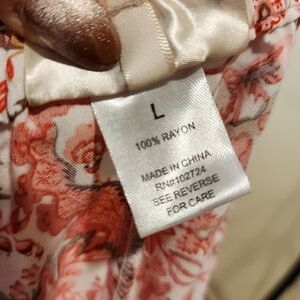 L
100% RAYON
MADE IN CHINA
RN#102724
SEE REVERSE
FOR CARE